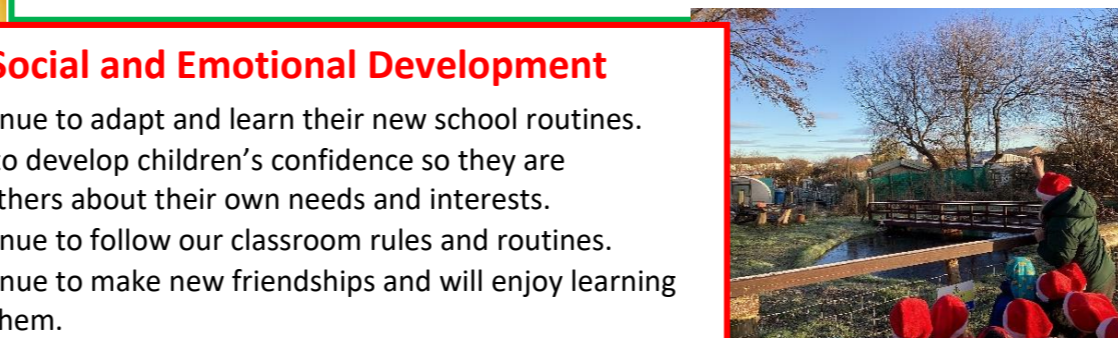 Social and Emotional Development
nue to adapt and learn their new school routines.
to develop children's confidence so they are
thers about their own needs and interests.
nue to follow our classroom rules and routines.
nue to make new friendships and will enjoy learning
hem.